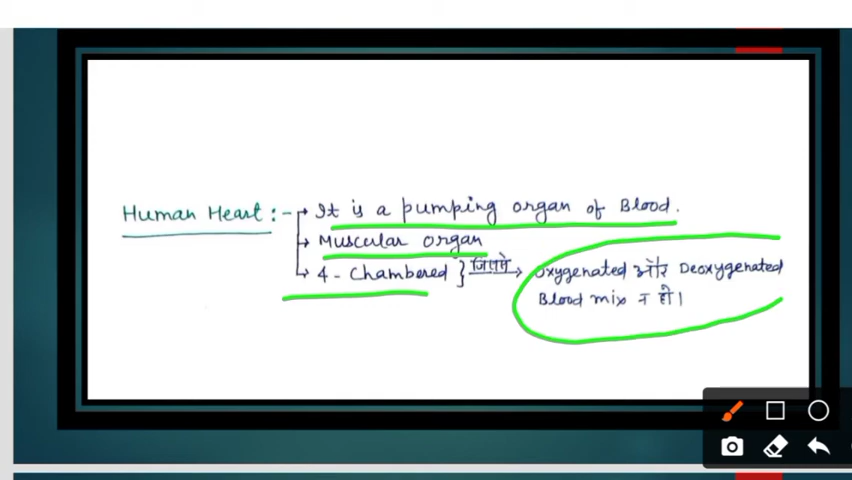 Human Heart :- → It is a pumping organ of Blood.
→ Muscular organ
→ 4-Chambered } जिससे → Oxygenated और Deoxygenated
Blood mix न हो।